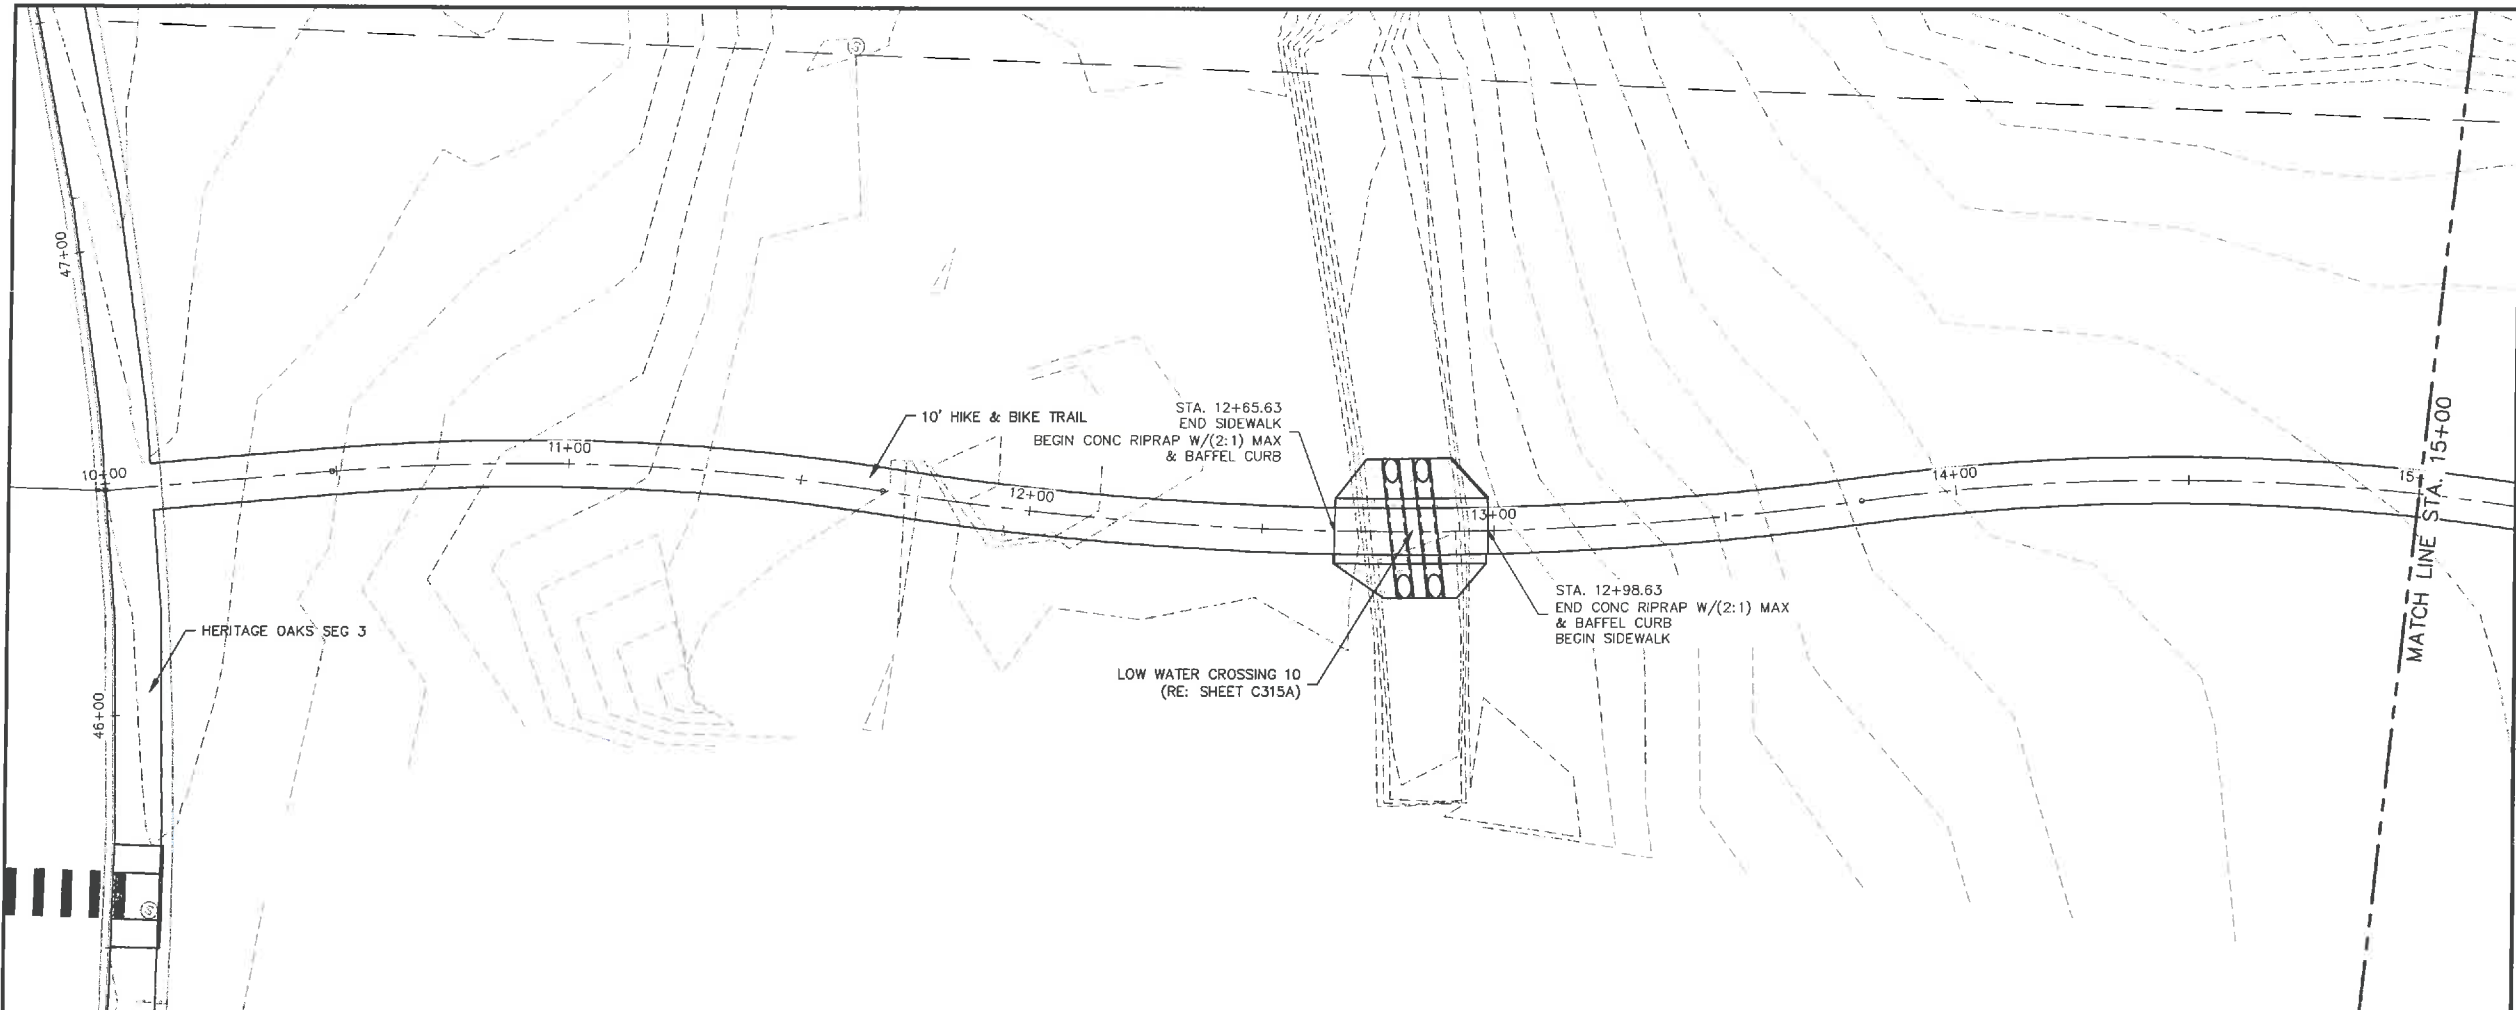 47+00
10+00
11+00
10' HIKE & BIKE TRAIL
12+00
STA. 12+65.63
END SIDEWALK
BEGIN CONC RIPRAP W/(2:1) MAX
& BAFFEL CURB
13+00
14+00
15+
MATCH LINE STA. 15+00
STA. 12+98.63
END CONC RIPRAP W/(2:1) MAX
& BAFFEL CURB
BEGIN SIDEWALK
HERITAGE OAKS SEG 3
LOW WATER CROSSING 10
(RE: SHEET C315A)
46+00
S
S